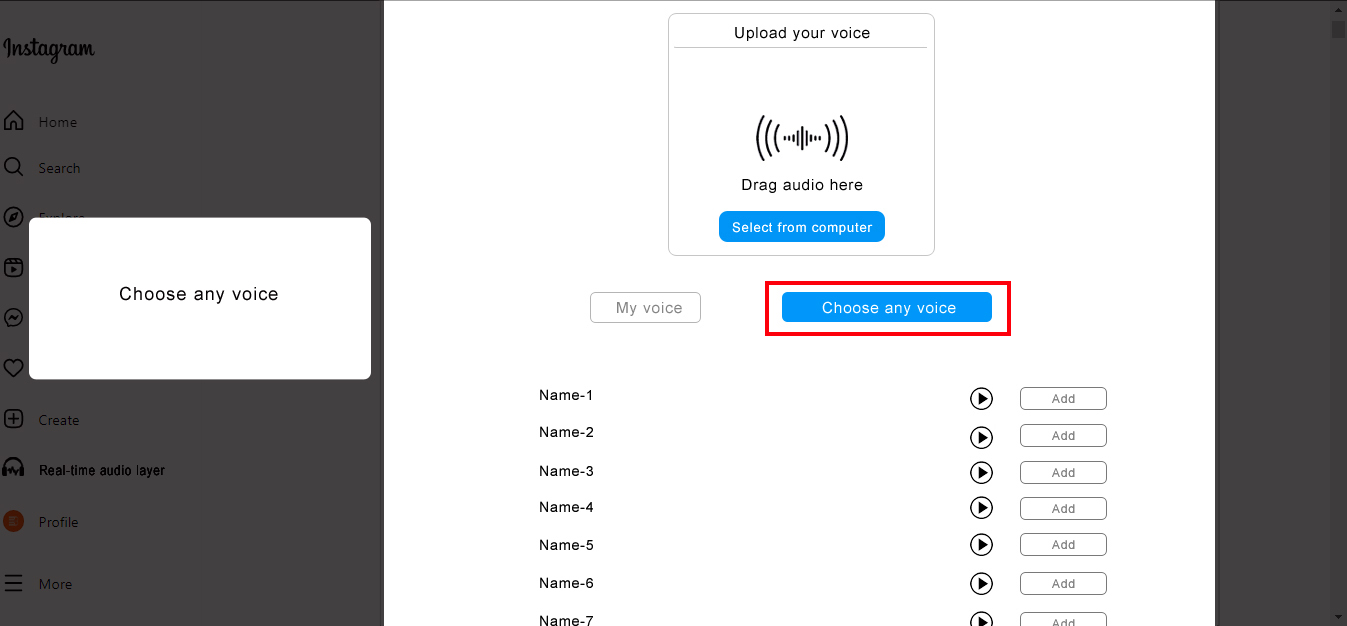 Instagram
Home
Search
Explore
Create
Real-time audio layer
Profile
More
Choose any voice
Upload your voice
Drag audio here
Select from computer
My voice
Choose any voice
Name-1 Add
Name-2 Add
Name-3 Add
Name-4 Add
Name-5 Add
Name-6 Add
Name-7 Add